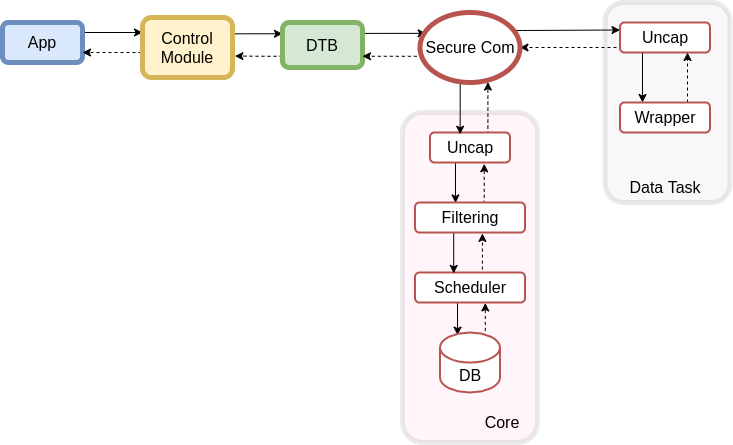 App
Control
Module
DTB
Secure Com
Uncap
Wrapper
Data Task
Uncap
Filtering
Scheduler
DB
Core